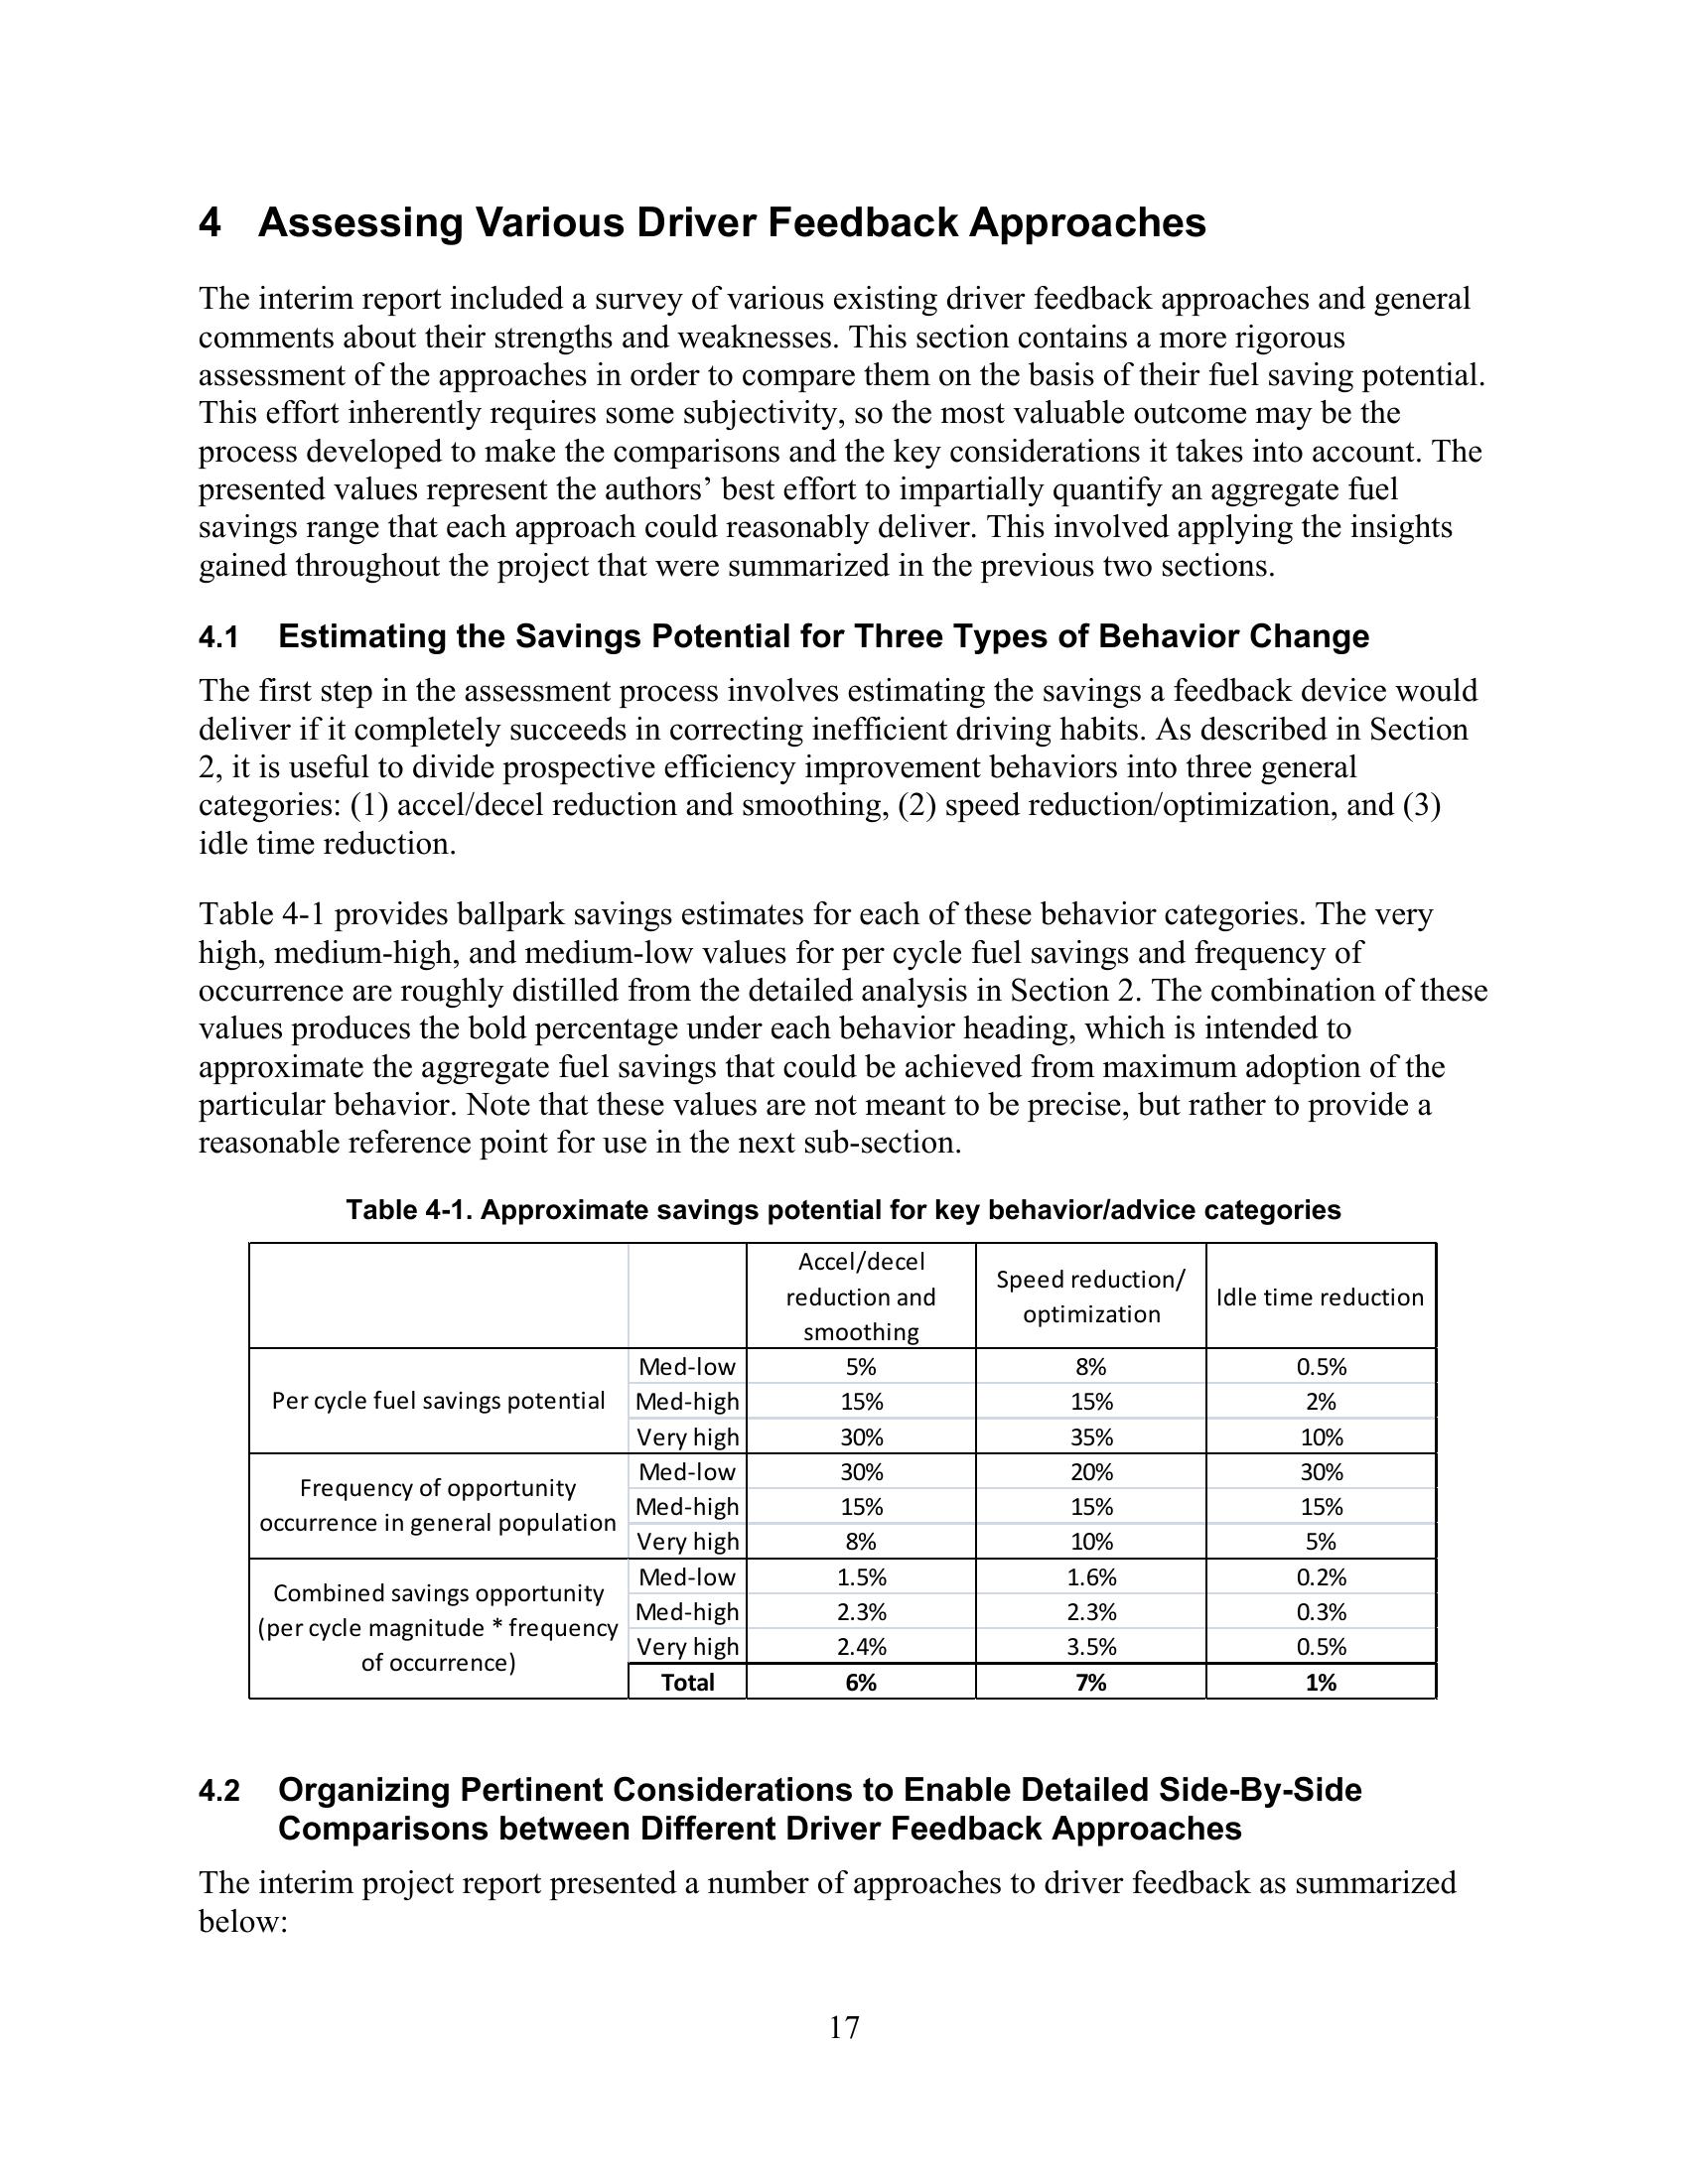 4 Assessing Various Driver Feedback Approaches
The interim report included a survey of various existing driver feedback approaches and general
comments about their strengths and weaknesses. This section contains a more rigorous
assessment of the approaches in order to compare them on the basis of their fuel saving potential.
This effort inherently requires some subjectivity, so the most valuable outcome may be the
process developed to make the comparisons and the key considerations it takes into account. The
presented values represent the authors’ best effort to impartially quantify an aggregate fuel
savings range that each approach could reasonably deliver. This involved applying the insights
gained throughout the project that were summarized in the previous two sections.
4.1 Estimating the Savings Potential for Three Types of Behavior Change
The first step in the assessment process involves estimating the savings a feedback device would
deliver if it completely succeeds in correcting inefficient driving habits. As described in Section
2, it is useful to divide prospective efficiency improvement behaviors into three general
categories: (1) accel/decel reduction and smoothing, (2) speed reduction/optimization, and (3)
idle time reduction.
Table 4-1 provides ballpark savings estimates for each of these behavior categories. The very
high, medium-high, and medium-low values for per cycle fuel savings and frequency of
occurrence are roughly distilled from the detailed analysis in Section 2. The combination of these
values produces the bold percentage under each behavior heading, which is intended to
approximate the aggregate fuel savings that could be achieved from maximum adoption of the
particular behavior. Note that these values are not meant to be precise, but rather to provide a
reasonable reference point for use in the next sub-section.
Table 4-1. Approximate savings potential for key behavior/advice categories
Accel/decel
reduction and
smoothing
Speed reduction/
optimization
Idle time reduction
Per cycle fuel savings potential
Med-low 5% 8% 0.5%
Med-high 15% 15% 2%
Very high 30% 35% 10%
Frequency of opportunity
occurrence in general population
Med-low 30% 20% 30%
Med-high 15% 15% 15%
Very high 8% 10% 5%
Combined savings opportunity
(per cycle magnitude * frequency
of occurrence)
Med-low 1.5% 1.6% 0.2%
Med-high 2.3% 2.3% 0.3%
Very high 2.4% 3.5% 0.5%
Total 6% 7% 1%
4.2 Organizing Pertinent Considerations to Enable Detailed Side-By-Side
Comparisons between Different Driver Feedback Approaches
The interim project report presented a number of approaches to driver feedback as summarized
below:
17